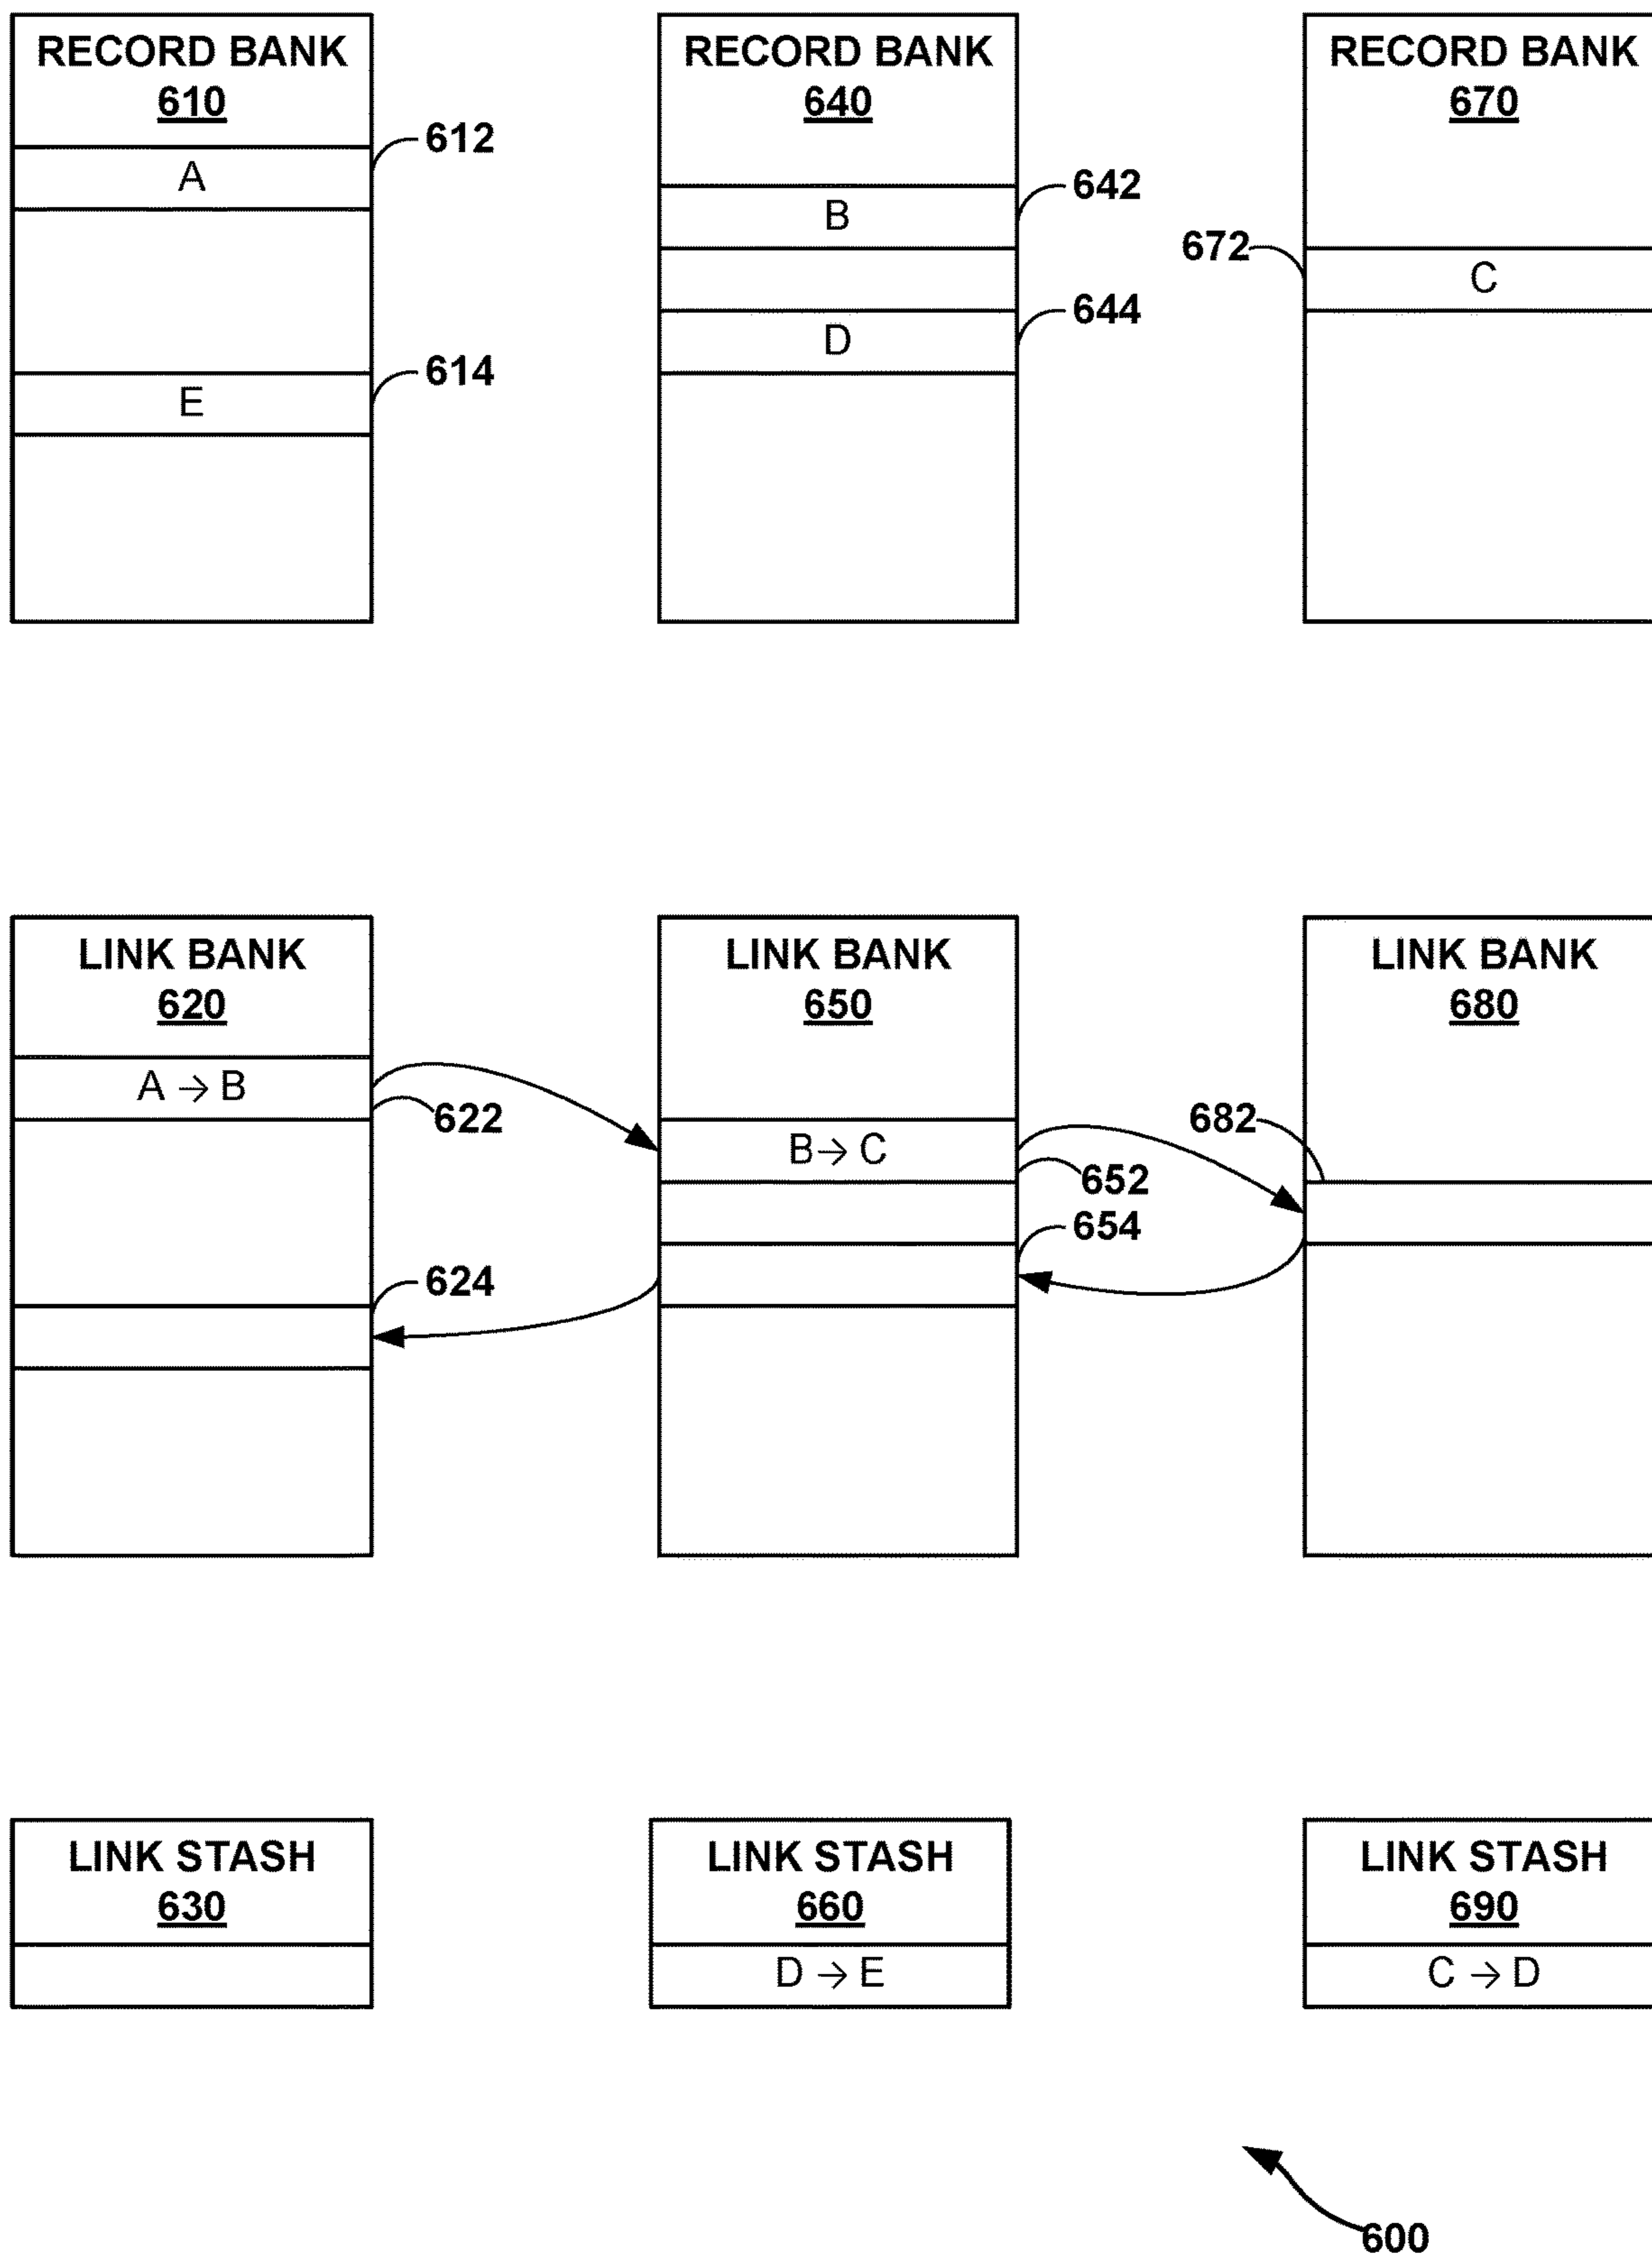 RECORD BANK
610
612
A
614
E
RECORD BANK
640
642
B
644
D
RECORD BANK
670
672
C
LINK BANK
620
A → B
622
624
LINK BANK
650
B → C
652
654
LINK BANK
680
682
LINK STASH
630
LINK STASH
660
D → E
LINK STASH
690
C → D
600